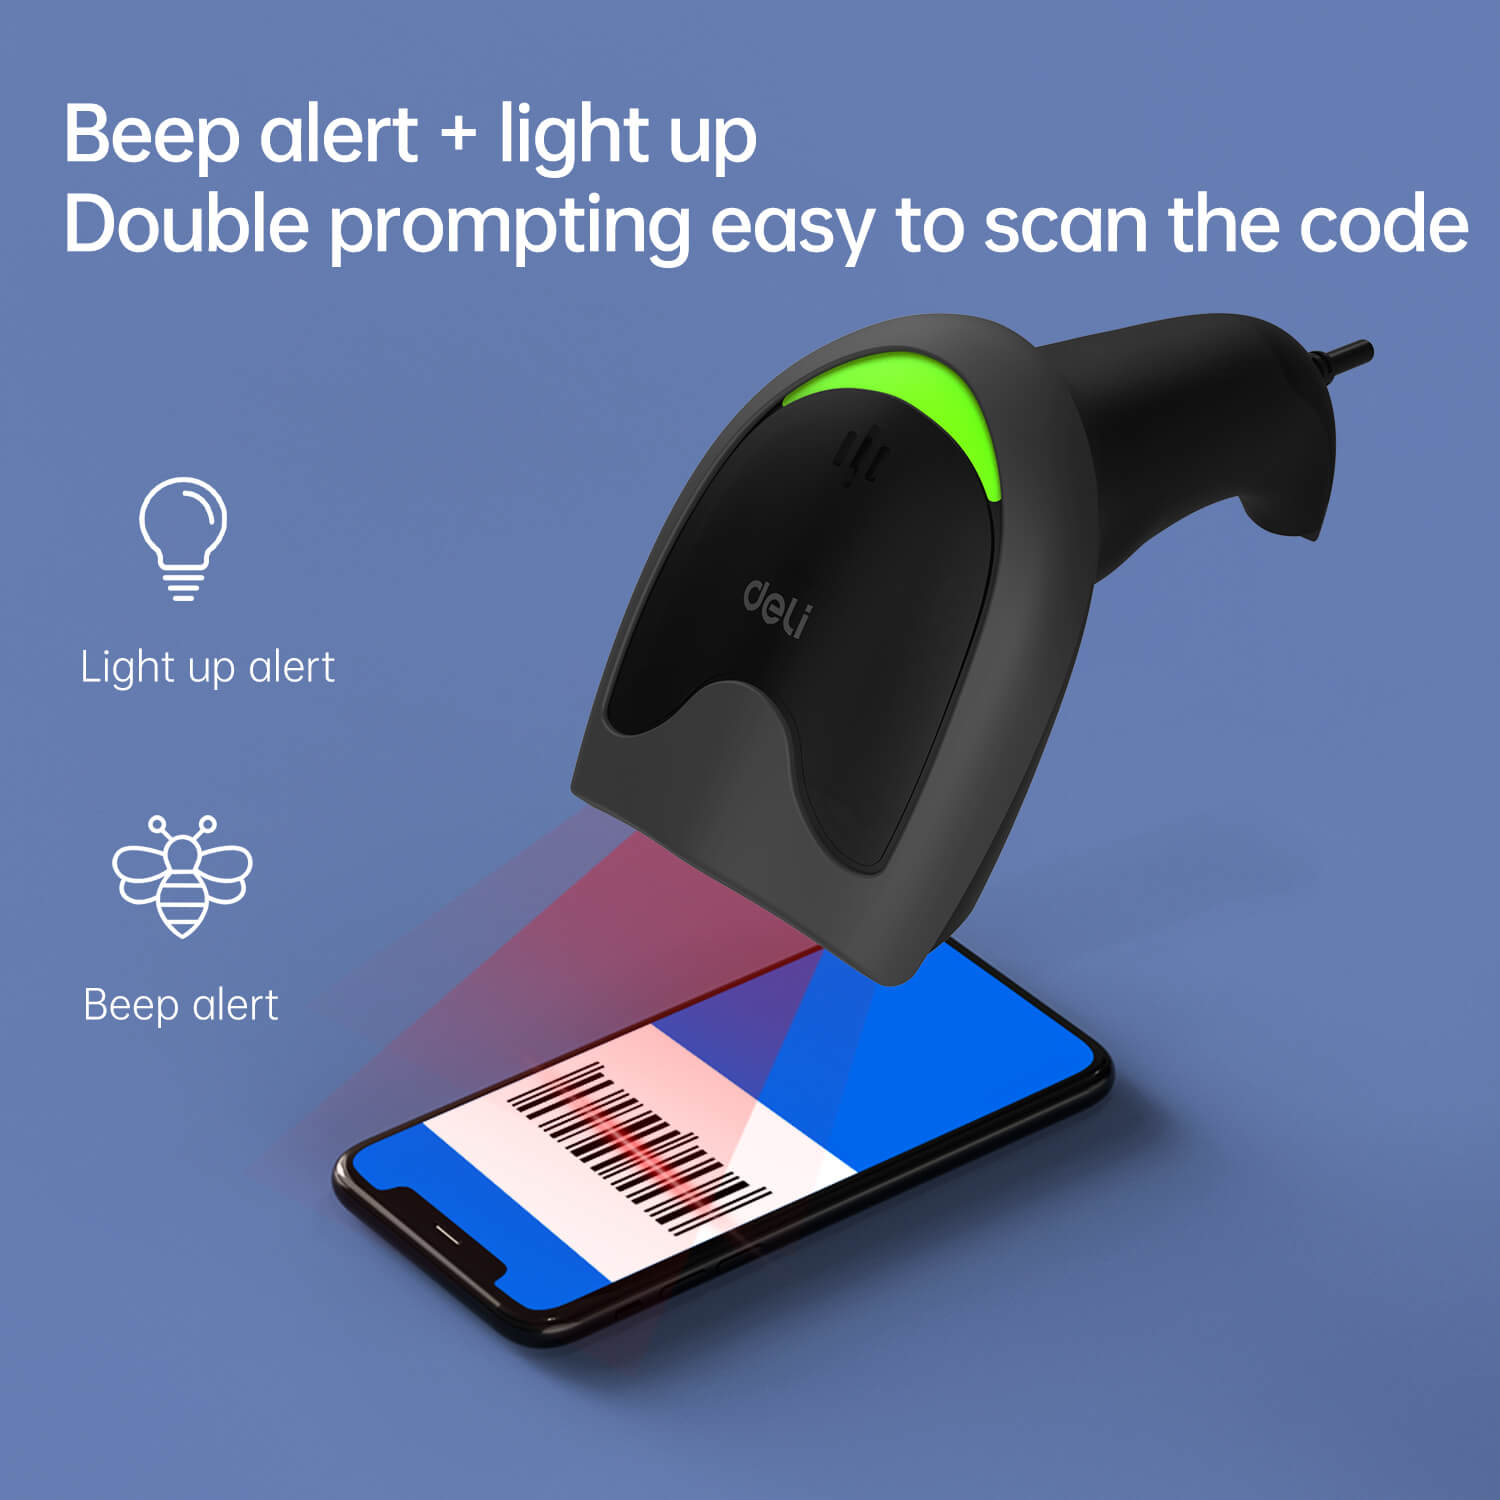 Beep alert + light up
Double prompting easy to scan the code
deli
Light up alert
Beep alert